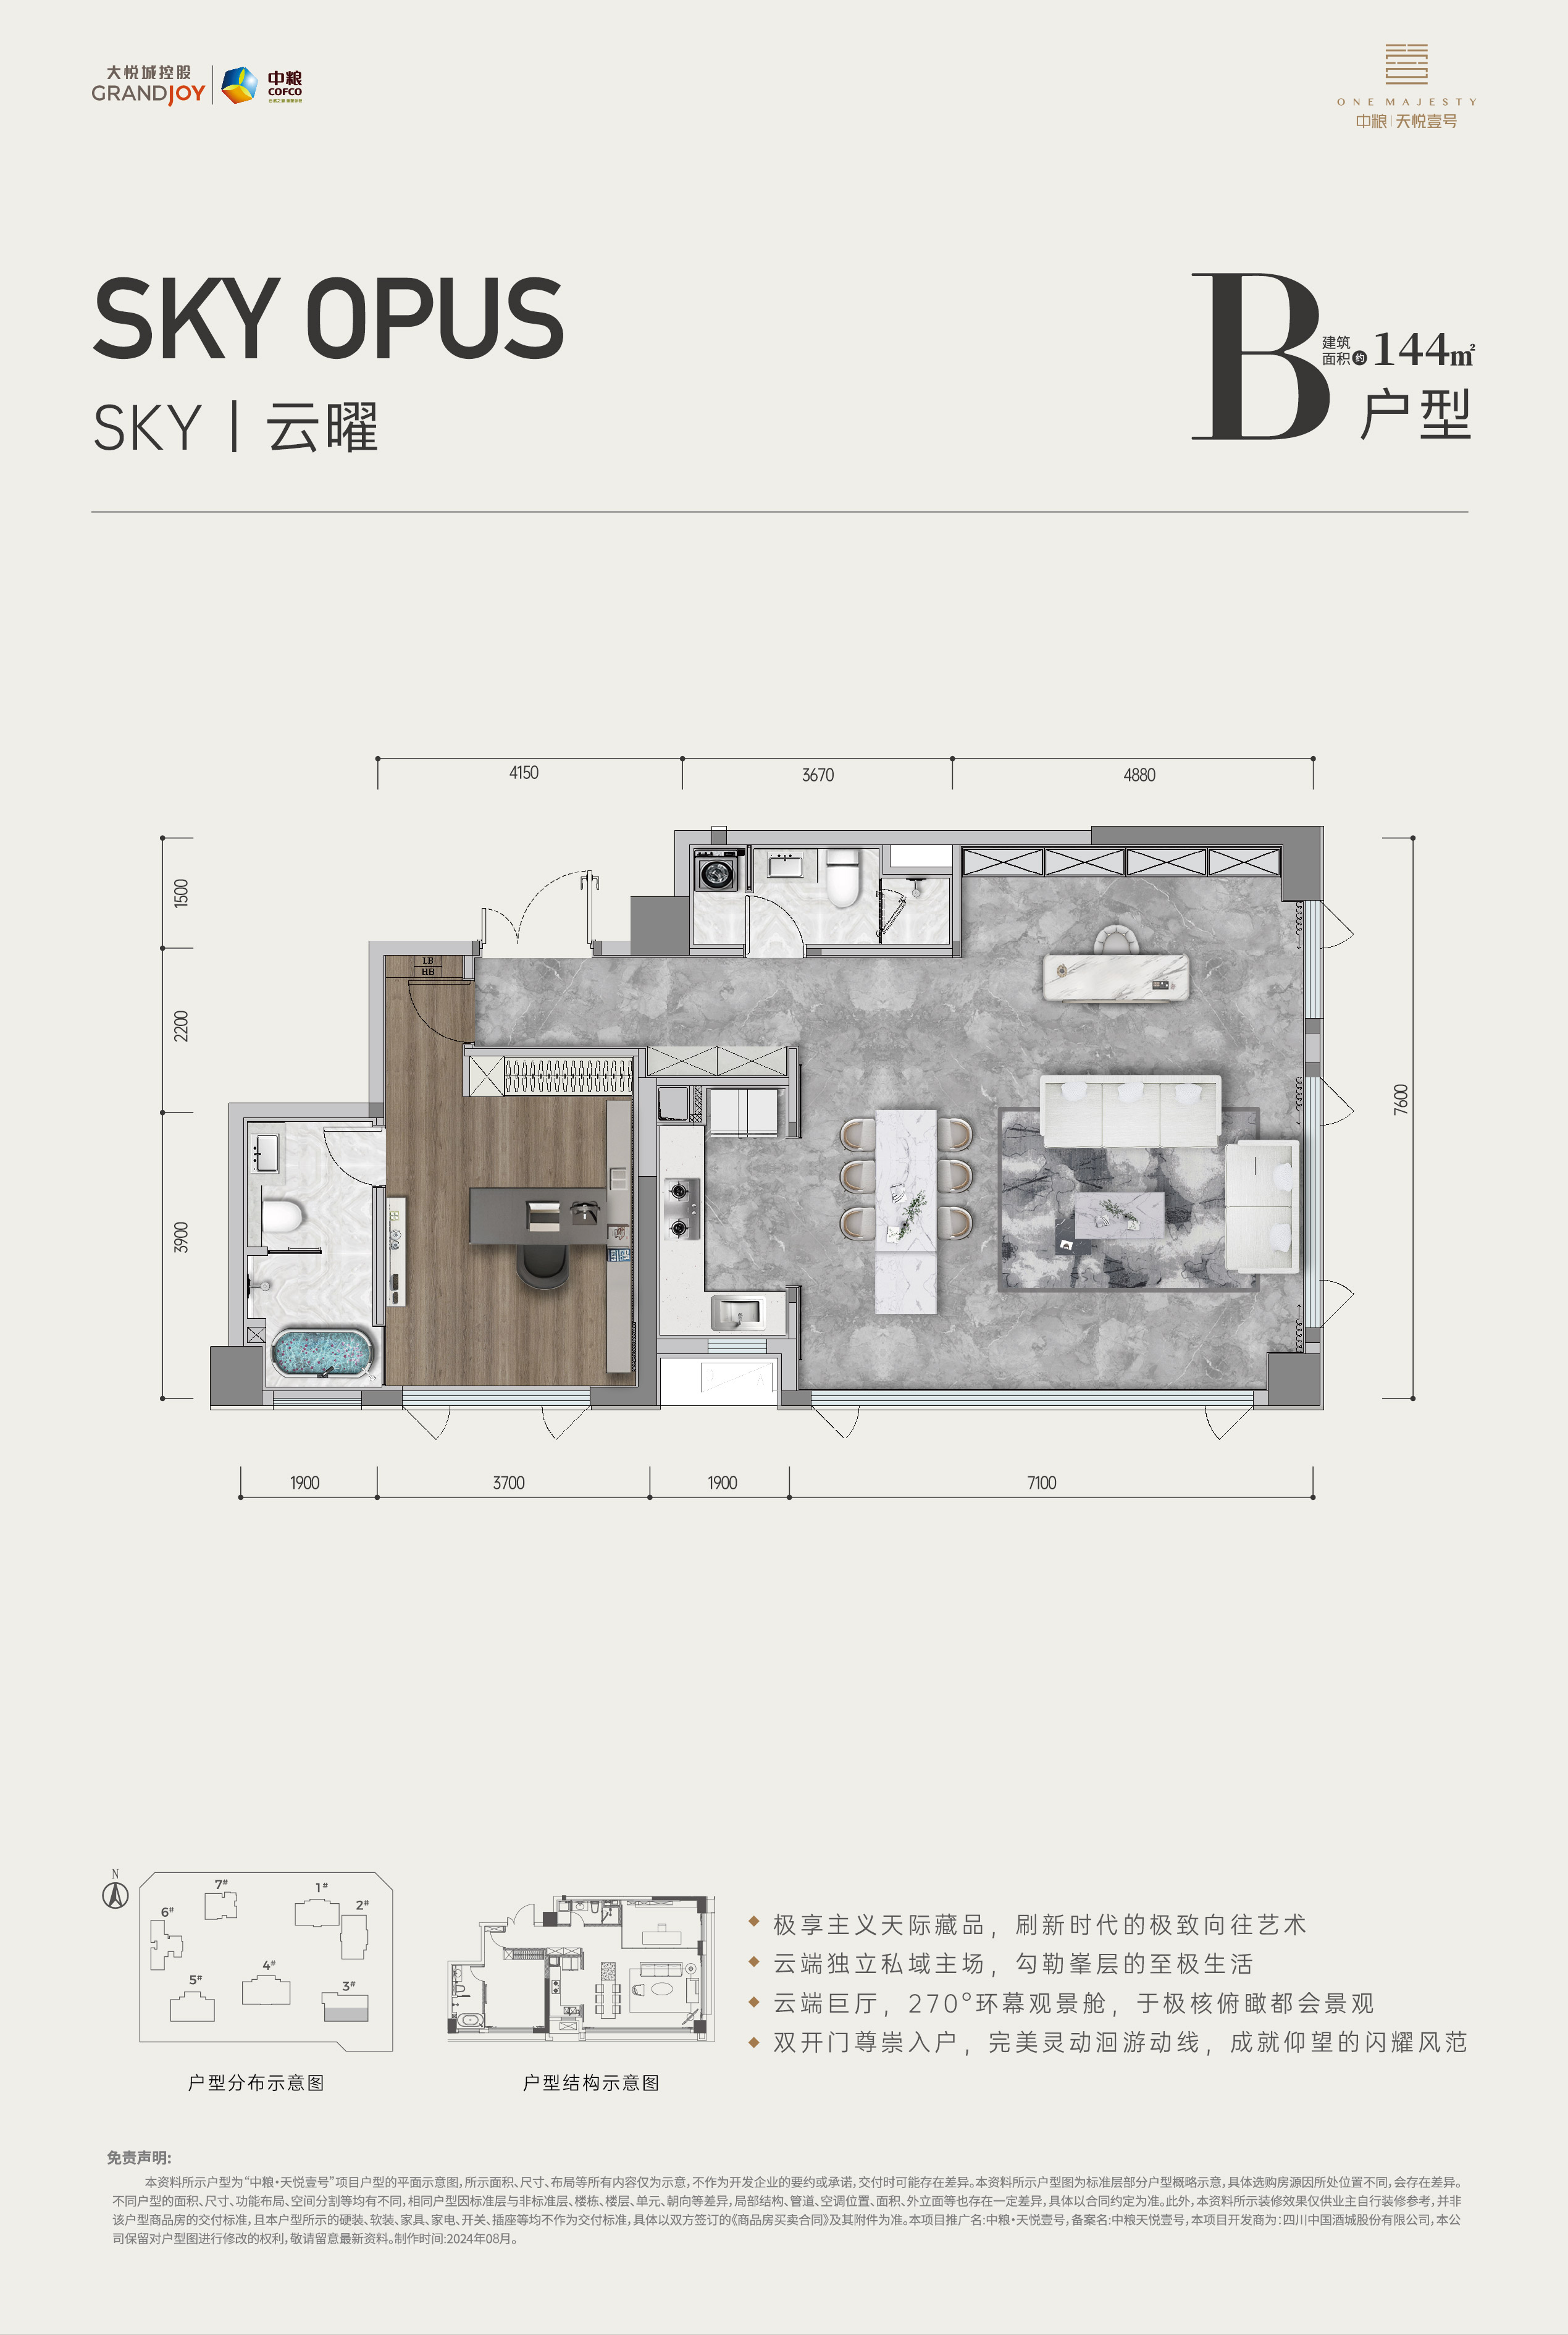 大悦城控股
GRANDJOY
中粮
COFCO
ONE MAJESTY
中粮 天悦壹号
SKY OPUS
SKY 云曜
B
建筑
面积约144㎡
户型
4150
3670
4880
1500
2200
3900
7600
LB
HB
1900
3700
1900
7100
N
7#
1#
2#
6#
5#
4#
3#
户型分布示意图
户型结构示意图
极享主义天际藏品，刷新时代的极致向往艺术
云端独立私域主场，勾勒峯层的至极生活
云端巨厅，270°环幕观景舱，于极核俯瞰都会景观
双开门尊崇入户，完美灵动洄游动线，成就仰望的闪耀风范
免责声明:
本资料所示户型为“中粮·天悦壹号”项目户型的平面示意图，所示面积、尺寸、布局等所有内容仅为示意，不作为开发企业的要约或承诺，交付时可能存在差异。本资料所示户型图为标准层部分户型概略示意，具体选购房源因所处位置不同，会存在差异。
不同户型的面积、尺寸、功能布局、空间分割等均有不同，相同户型因标准层与非标准层、楼栋、楼层、单元、朝向等差异，局部结构、管道、空调位置、面积、外立面等也存在一定差异，具体以合同约定为准。此外，本资料所示装修效果仅供业主自行装修参考，并非
该户型商品房的交付标准，且本户型所示的硬装、软装、家具、家电、开关、插座等均不作为交付标准，具体以双方签订的《商品房买卖合同》及其附件为准。本项目推广名:中粮·天悦壹号，备案名:中粮天悦壹号，本项目开发商为:四川中国酒城股份有限公司，本公
司保留对户型图进行修改的权利，敬请留意最新资料。制作时间:2024年08月。